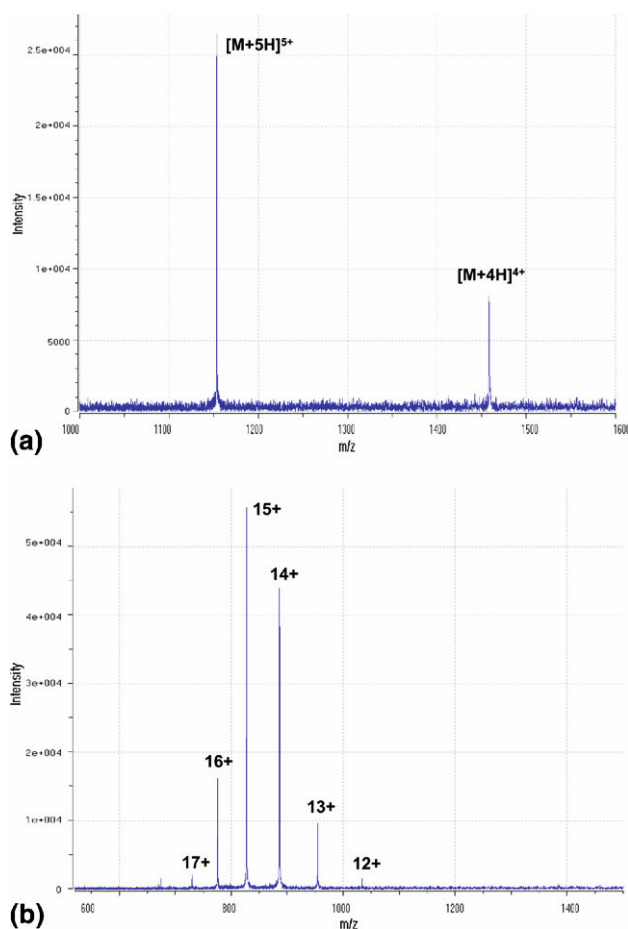 2.5e+004
2e+004
1.5e+004
1e+004
5000
0
Intensity
[M+5H]5+
[M+4H]4+
1000 1100 1200 1300 1400 1500 1600
m/z
(a)
5e+004
4e+004
3e+004
2e+004
1e+004
0
Intensity
15+
14+
16+
13+
17+
12+
600 800 1000 1200 1400
m/z
(b)